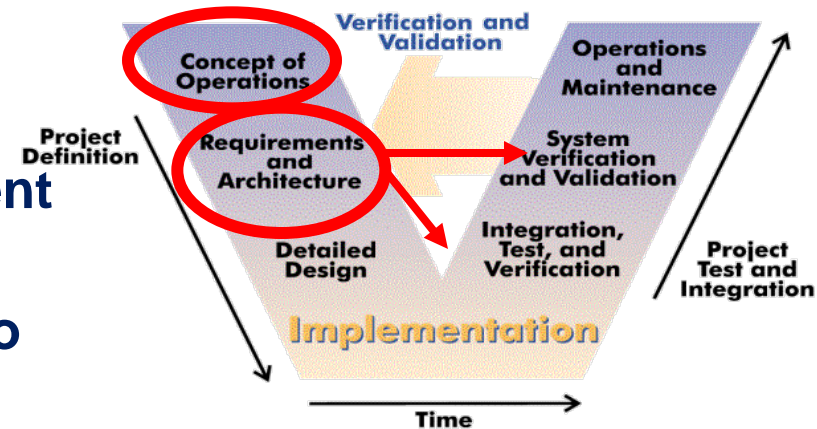 Verification and
Validation
Concept of
Operations
Operations
and
Maintenance
Project
Definition
Requirements
and
Architecture
System
Verification
and Validation
ent
Detailed
Design
Integration,
Test, and
Verification
Project
Test and
Integration
o
Implementation
Time